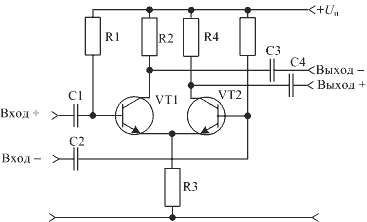 +Uп
R1
R2
R4
C3
C4
Выход –
Выход +
C1
VT1
VT2
Вход +
C2
Вход –
R3